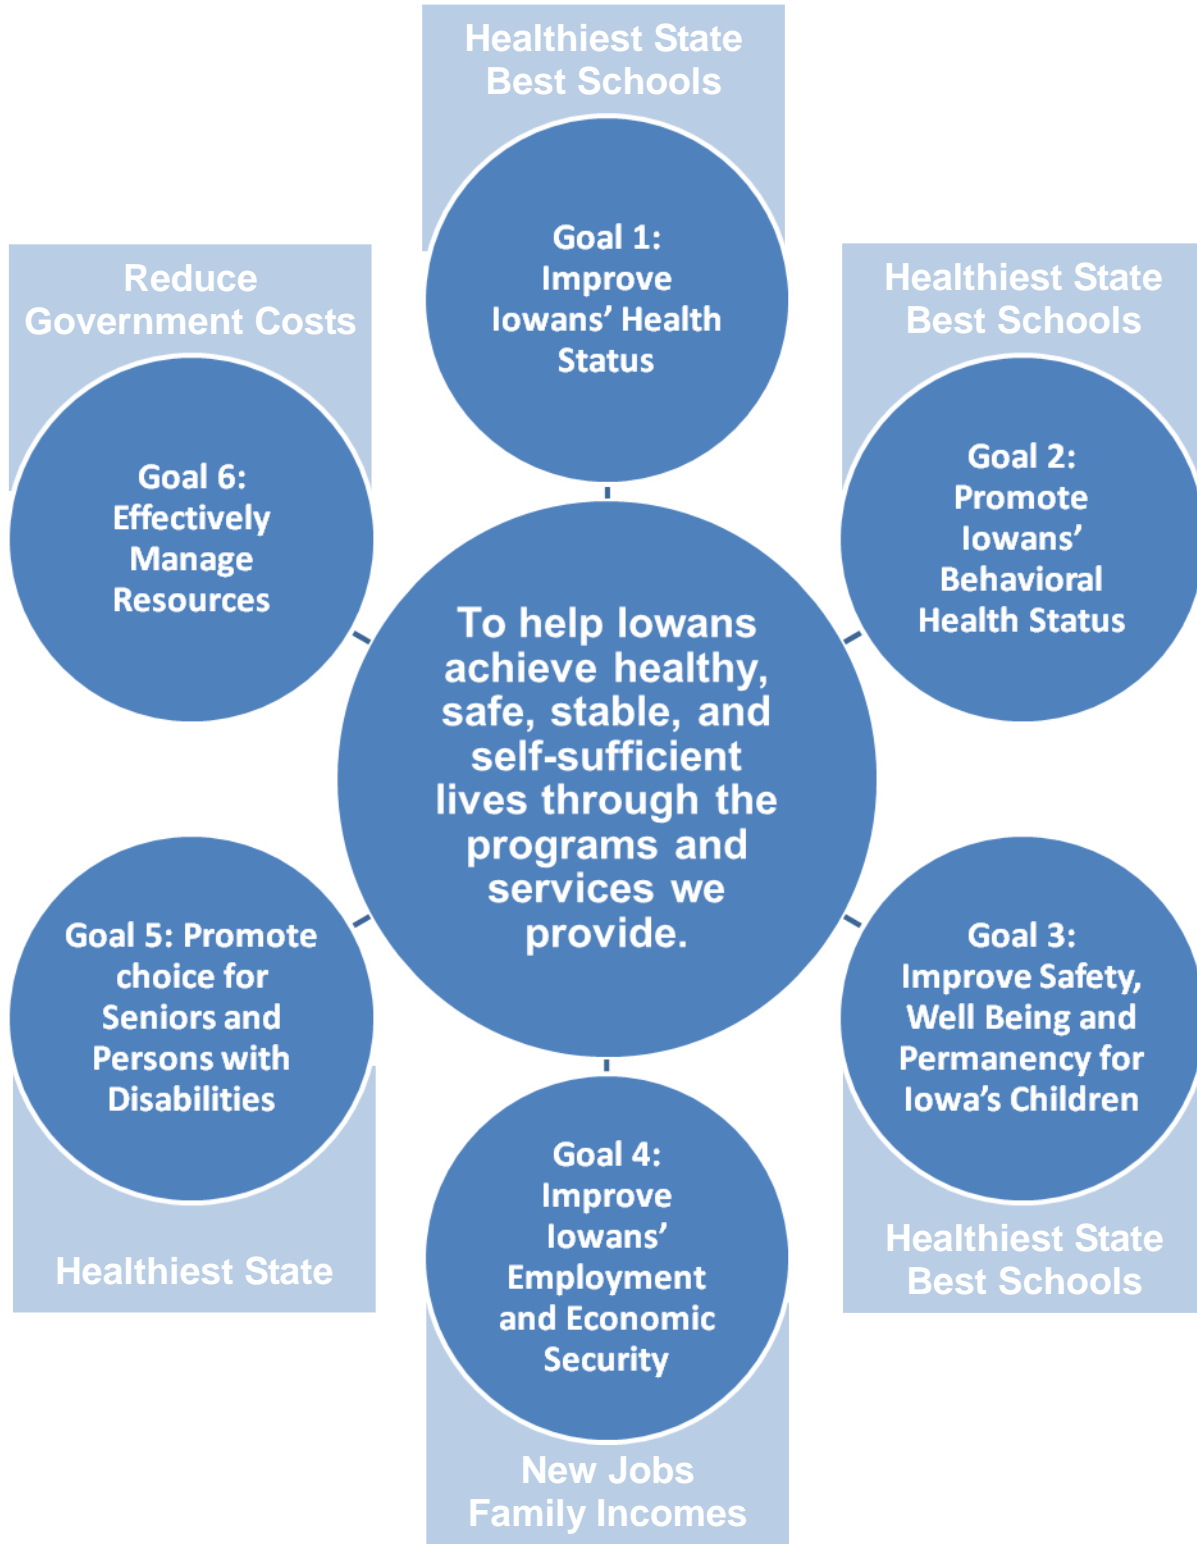 Healthiest State
Best Schools
Goal 1:
Improve
Iowans’ Health
Status
Healthiest State
Best Schools
Goal 2:
Promote
Iowans’
Behavioral
Health Status
Goal 3:
Improve Safety,
Well Being and
Permanency for
Iowa’s Children
Healthiest State
Best Schools
Goal 4:
Improve
Iowans’
Employment
and Economic
Security
New Jobs
Family Incomes
Goal 5: Promote
choice for
Seniors and
Persons with
Disabilities
Healthiest State
Reduce
Government Costs
Goal 6:
Effectively
Manage
Resources
To help Iowans
achieve healthy,
safe, stable, and
self-sufficient
lives through the
programs and
services we
provide.